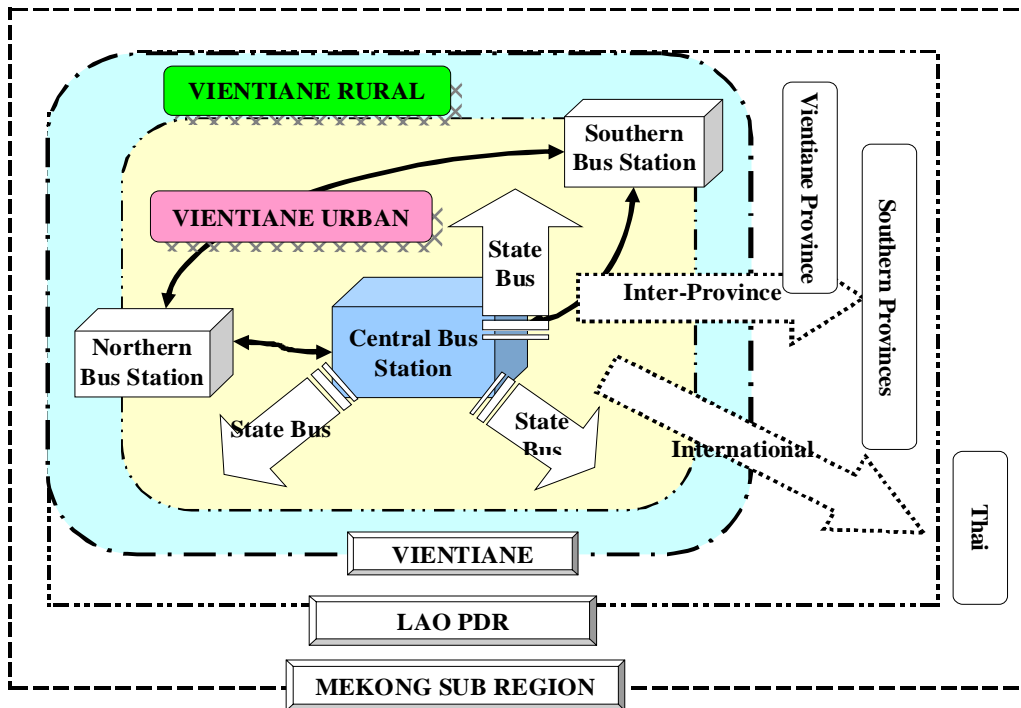 VIENTIANE RURAL
Southern
Bus Station
Vientiane Province
Southern Provinces
VIENTIANE URBAN
State
Bus
Inter-Province
Northern
Bus Station
Central Bus
Station
State Bus
State
Bus
International
Thai
VIENTIANE
LAO PDR
MEKONG SUB REGION